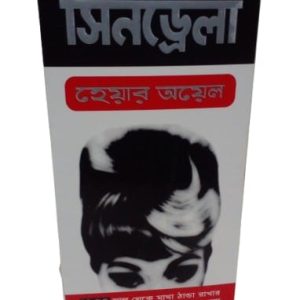 সিনড্রেলা
হেয়ার অয়েল
থেকে মাথা ঠান্ডা রাখার